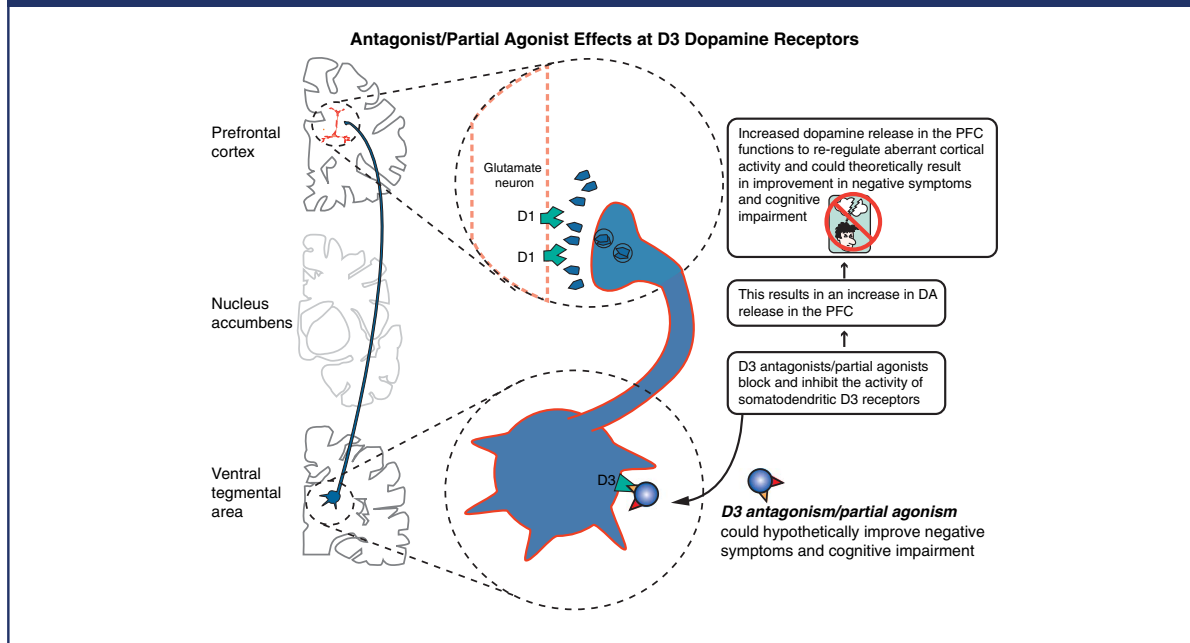 Antagonist/Partial Agonist Effects at D3 Dopamine Receptors
Prefrontal
cortex
Glutamate
neuron
D1
D1
Increased dopamine release in the PFC
functions to re-regulate aberrant cortical
activity and could theoretically result
in improvement in negative symptoms
and cognitive
impairment
Nucleus
accumbens
This results in an increase in DA
release in the PFC
D3 antagonists/partial agonists
block and inhibit the activity of
somatodendritic D3 receptors
Ventral
tegmental
area
D3
D3 antagonism/partial agonism
could hypothetically improve negative
symptoms and cognitive impairment